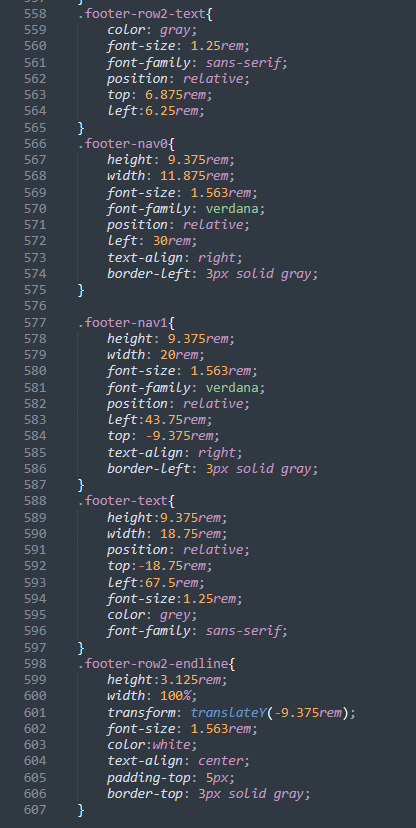 558 .footer-row2-text{
559 color: gray;
560 font-size: 1.25rem;
561 font-family: sans-serif;
562 position: relative;
563 top: 6.875rem;
564 left:6.25rem;
565 }
566 .footer-nav0{
567 height: 9.375rem;
568 width: 11.875rem;
569 font-size: 1.563rem;
570 font-family: verdana;
571 position: relative;
572 left: 30rem;
573 text-align: right;
574 border-left: 3px solid gray;
575 }
576
577 .footer-nav1{
578 height: 9.375rem;
579 width: 20rem;
580 font-size: 1.563rem;
581 font-family: verdana;
582 position: relative;
583 left:43.75rem;
584 top: -9.375rem;
585 text-align: right;
586 border-left: 3px solid gray;
587 }
588 .footer-text{
589 height:9.375rem;
590 width: 18.75rem;
591 position: relative;
592 top:-18.75rem;
593 left:67.5rem;
594 font-size:1.25rem;
595 color: grey;
596 font-family: sans-serif;
597 }
598 .footer-row2-endline{
599 height:3.125rem;
600 width: 100%;
601 transform: translateY(-9.375rem);
602 font-size: 1.563rem;
603 color:white;
604 text-align: center;
605 padding-top: 5px;
606 border-top: 3px solid gray;
607 }